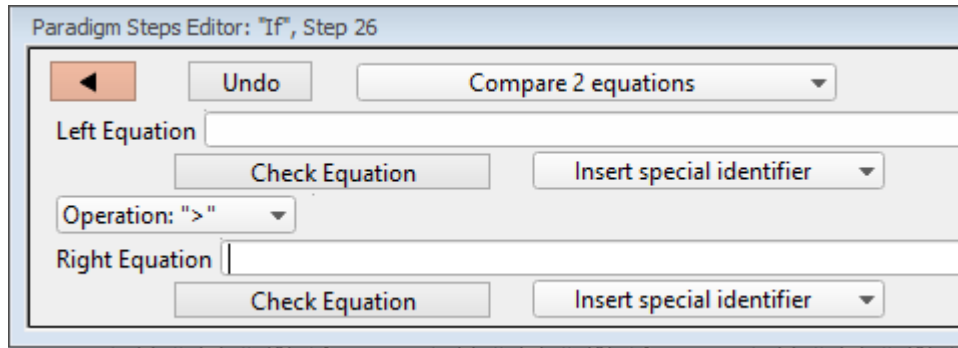 Paradigm Steps Editor: "If", Step 26
Undo Compare 2 equations
Left Equation
Check Equation Insert special identifier
Operation: ">"
Right Equation
Check Equation Insert special identifier